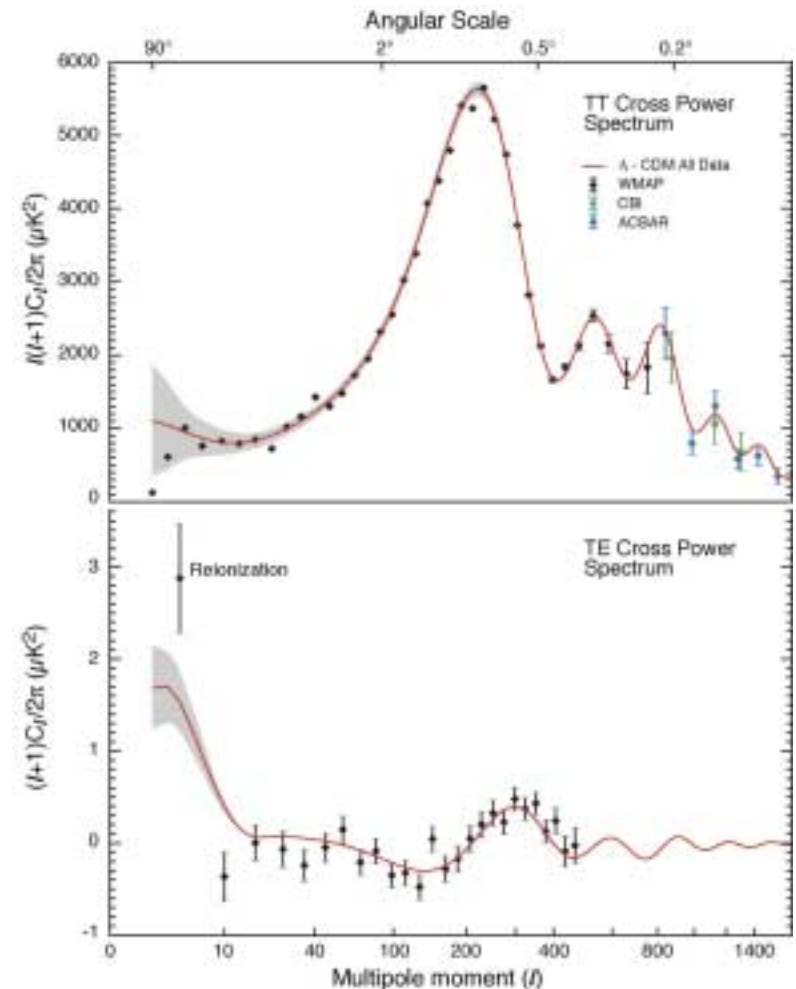 Angular Scale
90° 2° 0.5° 0.2°
6000
5000
4000
3000
2000
1000
0
l(l+1)Cl/2π (μK²)
TT Cross Power
Spectrum
Λ - CDM All Data
WMAP
CBI
ACBAR
3
2
1
0
-1
(l+1)Cl/2π (μK²)
Reionization
TE Cross Power
Spectrum
0 10 40 100 200 400 800 1400
Multipole moment (l)